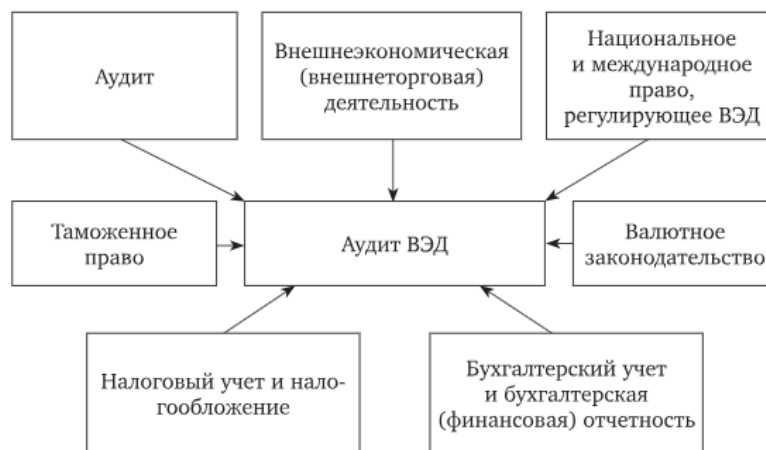 Аудит
Внешнеэкономическая
(внешнеторговая)
деятельность
Национальное
и международное
право,
регулирующее ВЭД
Таможенное
право
Аудит ВЭД
Валютное
законодательство
Налоговый учет и нало-
гообложение
Бухгалтерский учет
и бухгалтерская
(финансовая) отчетность